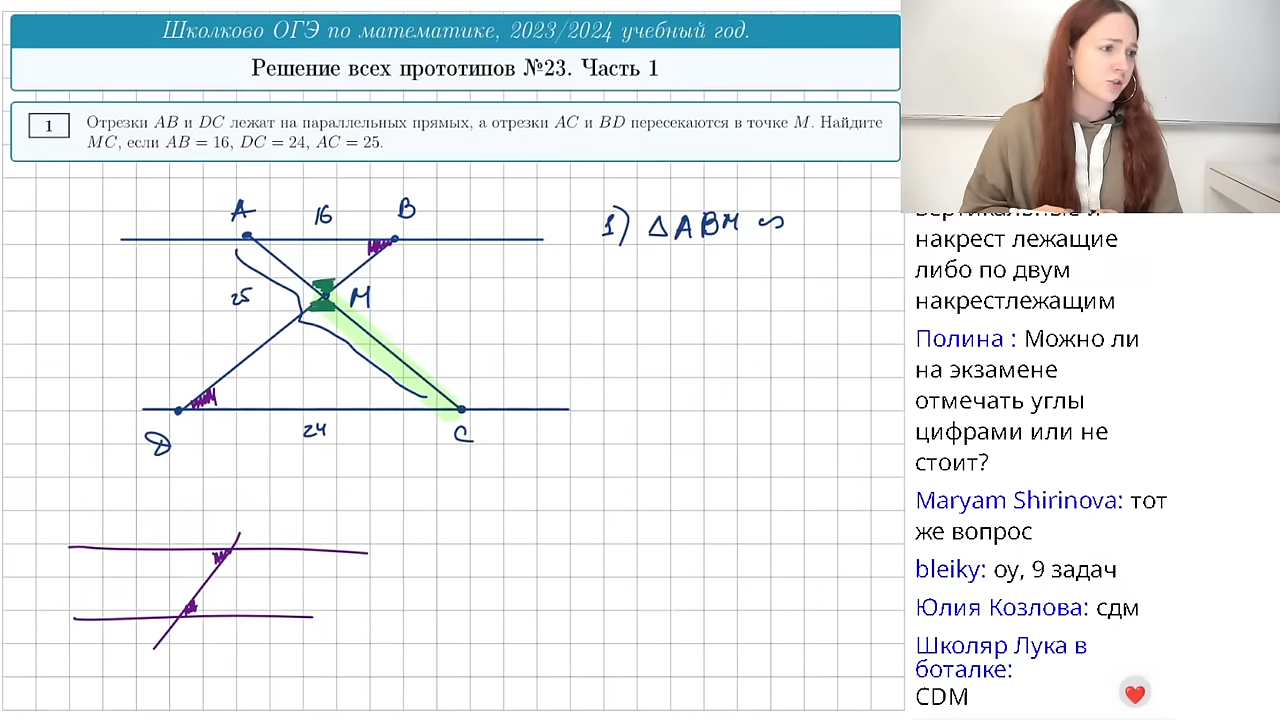 Школково ОГЭ по математике, 2023/2024 учебный год.
Решение всех прототипов №23. Часть 1
1
Отрезки AB и DC лежат на параллельных прямых, а отрезки AC и BD пересекаются в точке M. Найдите
MC, если AB = 16, DC = 24, AC = 25.
A 16 B
1) △ABM ∽
25 M
D 24 C
накрест лежащие
либо по двум
накрестлежащим
Полина : Можно ли
на экзамене
отмечать углы
цифрами или не
стоит?
Maryam Shirinova: тот
же вопрос
bleiky: оу, 9 задач
Юлия Козлова: сдм
Школяр Лука в
боталке:
CDM